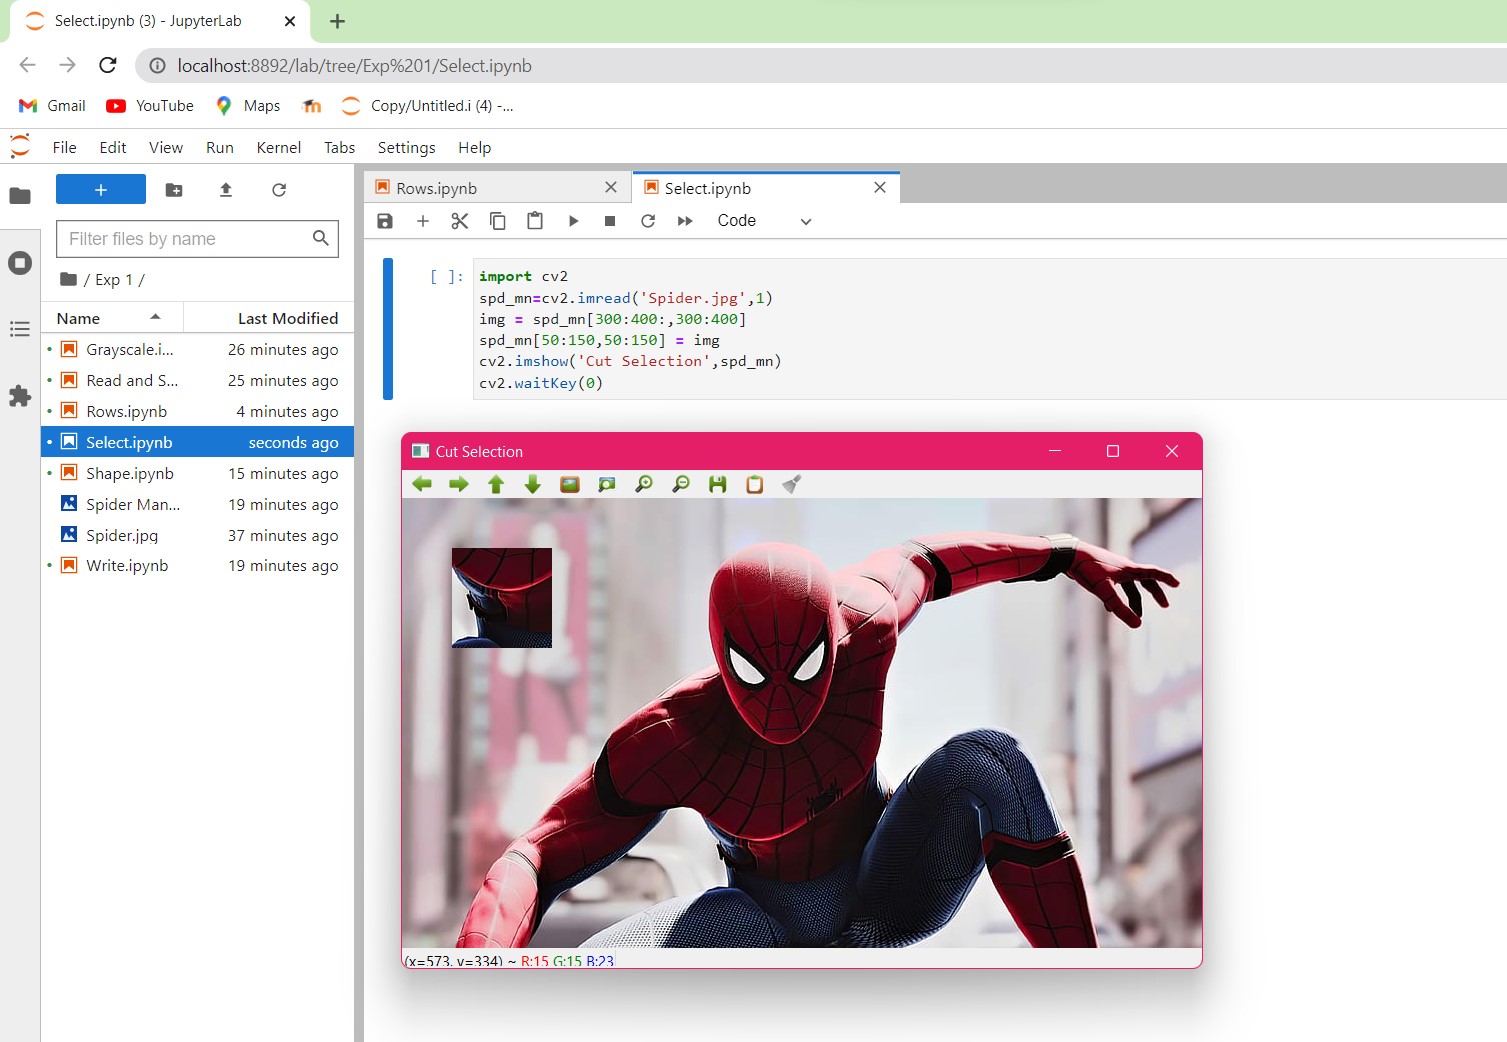 Select.ipynb (3) - JupyterLab
localhost:8892/lab/tree/Exp%201/Select.ipynb
Gmail YouTube Maps Copy/Untitled.i (4) -...
File Edit View Run Kernel Tabs Settings Help
Rows.ipynb Select.ipynb
Code
Filter files by name
/ Exp 1 /
Name Last Modified
Grayscale.i... 26 minutes ago
Read and S... 25 minutes ago
Rows.ipynb 4 minutes ago
Select.ipynb seconds ago
Shape.ipynb 15 minutes ago
Spider Man... 19 minutes ago
Spider.jpg 37 minutes ago
Write.ipynb 19 minutes ago
[ ]: import cv2
spd_mn=cv2.imread('Spider.jpg',1)
img = spd_mn[300:400:,300:400]
spd_mn[50:150,50:150] = img
cv2.imshow('Cut Selection',spd_mn)
cv2.waitKey(0)
Cut Selection
(x=573, y=334) ~ R:15 G:15 B:23